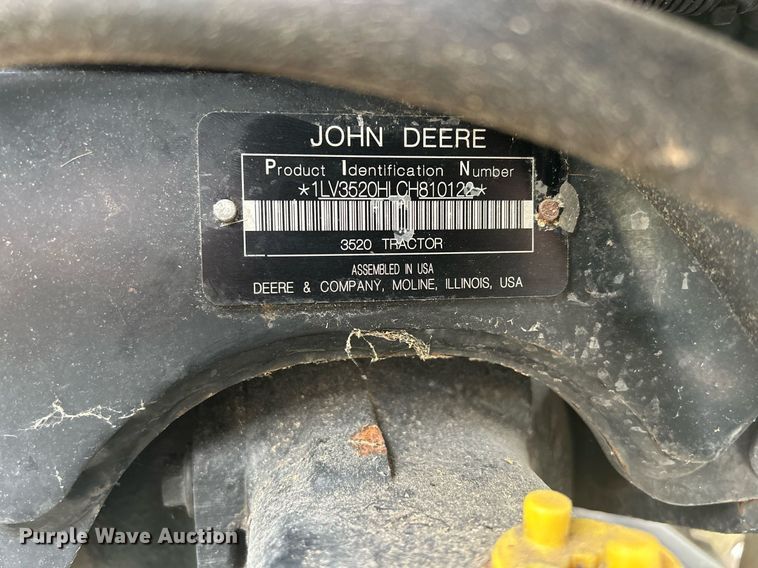 JOHN DEERE
Product Identification Number
*1LV3520HLCH810122*
3520 TRACTOR
ASSEMBLED IN USA
DEERE & COMPANY, MOLINE, ILLINOIS, USA
Purple Wave Auction